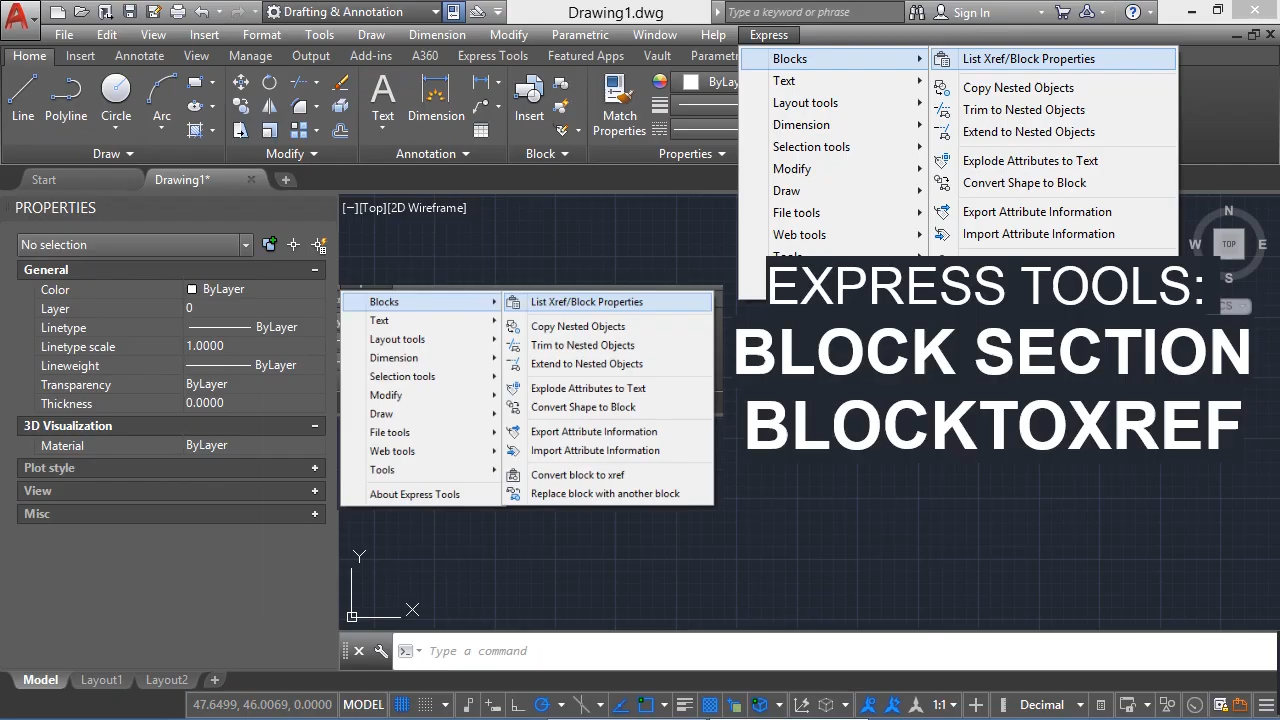 Drafting & Annotation
Drawing1.dwg
Type a keyword or phrase
Sign In
File Edit View Insert Format Tools Draw Dimension Modify Parametric Window Help Express
Home Insert Annotate Parametric View Manage Output Add-ins A360 Express Tools
Line Polyline Circle Arc
Text Dimension
Insert
Match
Properties
ByLay
Draw
Modify
Annotation
Block
Properties
Blocks
Text
Layout tools
Dimension
Selection tools
Modify
Draw
File tools
Web tools
List Xref/Block Properties
Copy Nested Objects
Trim to Nested Objects
Extend to Nested Objects
Explode Attributes to Text
Convert Shape to Block
Export Attribute Information
Import Attribute Information
Start
Drawing1*
PROPERTIES
No selection
General
Color ByLayer
Layer 0
Linetype ByLayer
Linetype scale 1.0000
Lineweight ByLayer
Transparency ByLayer
Thickness 0.0000
3D Visualization
Material ByLayer
Plot style
View
Misc
[−][Top][2D Wireframe]
N
W TOP E
S
Blocks
Text
Layout tools
Dimension
Selection tools
Modify
Draw
File tools
Web tools
Tools
About Express Tools
List Xref/Block Properties
Copy Nested Objects
Trim to Nested Objects
Extend to Nested Objects
Explode Attributes to Text
Convert Shape to Block
Export Attribute Information
Import Attribute Information
Convert block to xref
Replace block with another block
EXPRESS TOOLS:
BLOCK SECTION
BLOCKTOXREF
Y
X
Type a command
Model Layout1 Layout2
47.6499, 46.0069, 0.0000 MODEL
1:1
Decimal